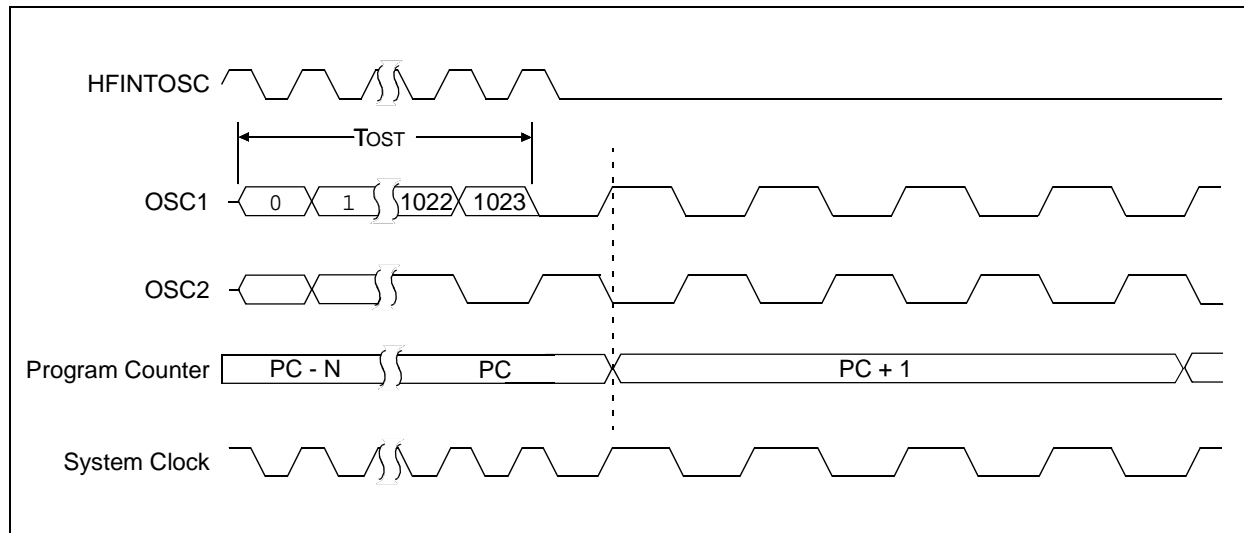 HFINTOSC
TOST
OSC1
0 1 1022 1023
OSC2
Program Counter
PC - N PC PC + 1
System Clock